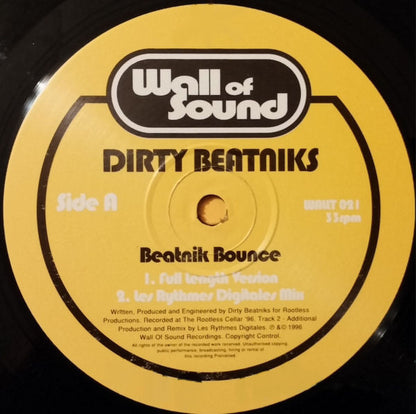 Wall of
Sound
DIRTY BEATNIKS
Side A
WALLT 021
33rpm
Beatnik Bounce
1. Full Length Version
2. Les Rythmes Digitales Mix
Written, Produced and Engineered by Dirty Beatniks for Rootless
Productions. Recorded at The Rootless Cellar '96. Track 2 - Additional
Production and Remix by Les Rythmes Digitales. ℗ & © 1996
Wall Of Sound Recordings. Copyright Control.
All rights of the owner of the recorded work reserved. Unauthorised copying,
public performance, broadcasting, hiring or rental of
this recording Prohibited.